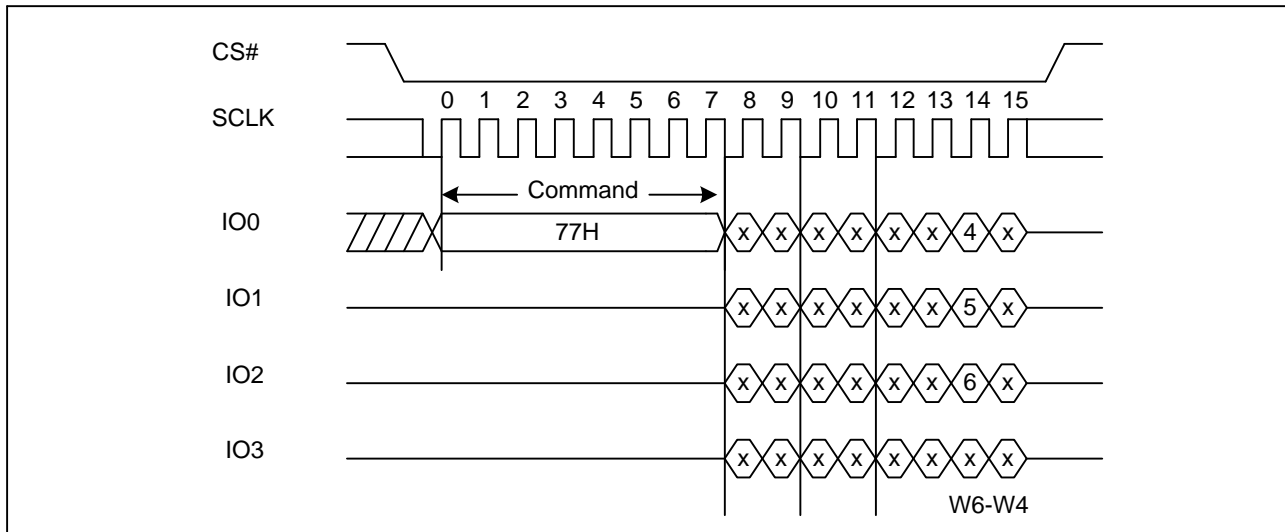 CS#
0 1 2 3 4 5 6 7 8 9 10 11 12 13 14 15
SCLK
Command
IO0 77H x x x x x x 4 x
IO1 x x x x x x 5 x
IO2 x x x x x x 6 x
IO3 x x x x x x x x
W6-W4